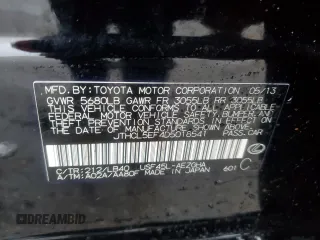 MFD. BY: TOYOTA MOTOR CORPORATION 05/13
GVWR 5680LB GAWR FR 3055LB RR 3055LB
THIS VEHICLE CONFORMS TO ALL APPLICABLE
FEDERAL MOTOR VEHICLE SAFETY, BUMPER, AND
THEFT PREVENTION STANDARDS IN EFFECT ON THE
DATE OF MANUFACTURE SHOWN ABOVE.
PASS.CAR
C/TR:212/LB40 USF45L-AEZGHA
A/TM:A02A/AA80F MADE IN JAPAN 601
C